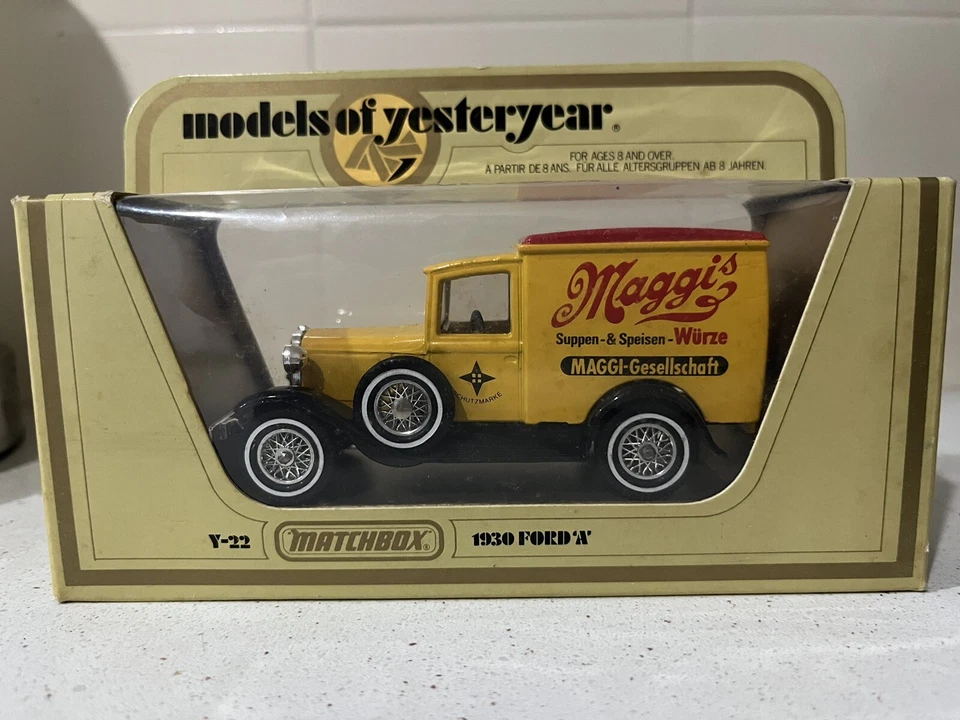 models of yesteryear®
FOR AGES 8 AND OVER.
A PARTIR DE 8 ANS. FÜR ALLE ALTERSGRUPPEN AB 8 JAHREN.
Maggi's
Suppen-& Speisen-Würze
MAGGI-Gesellschaft
SCHUTZMARKE
Y-22
MATCHBOX®
1930 FORD 'A'